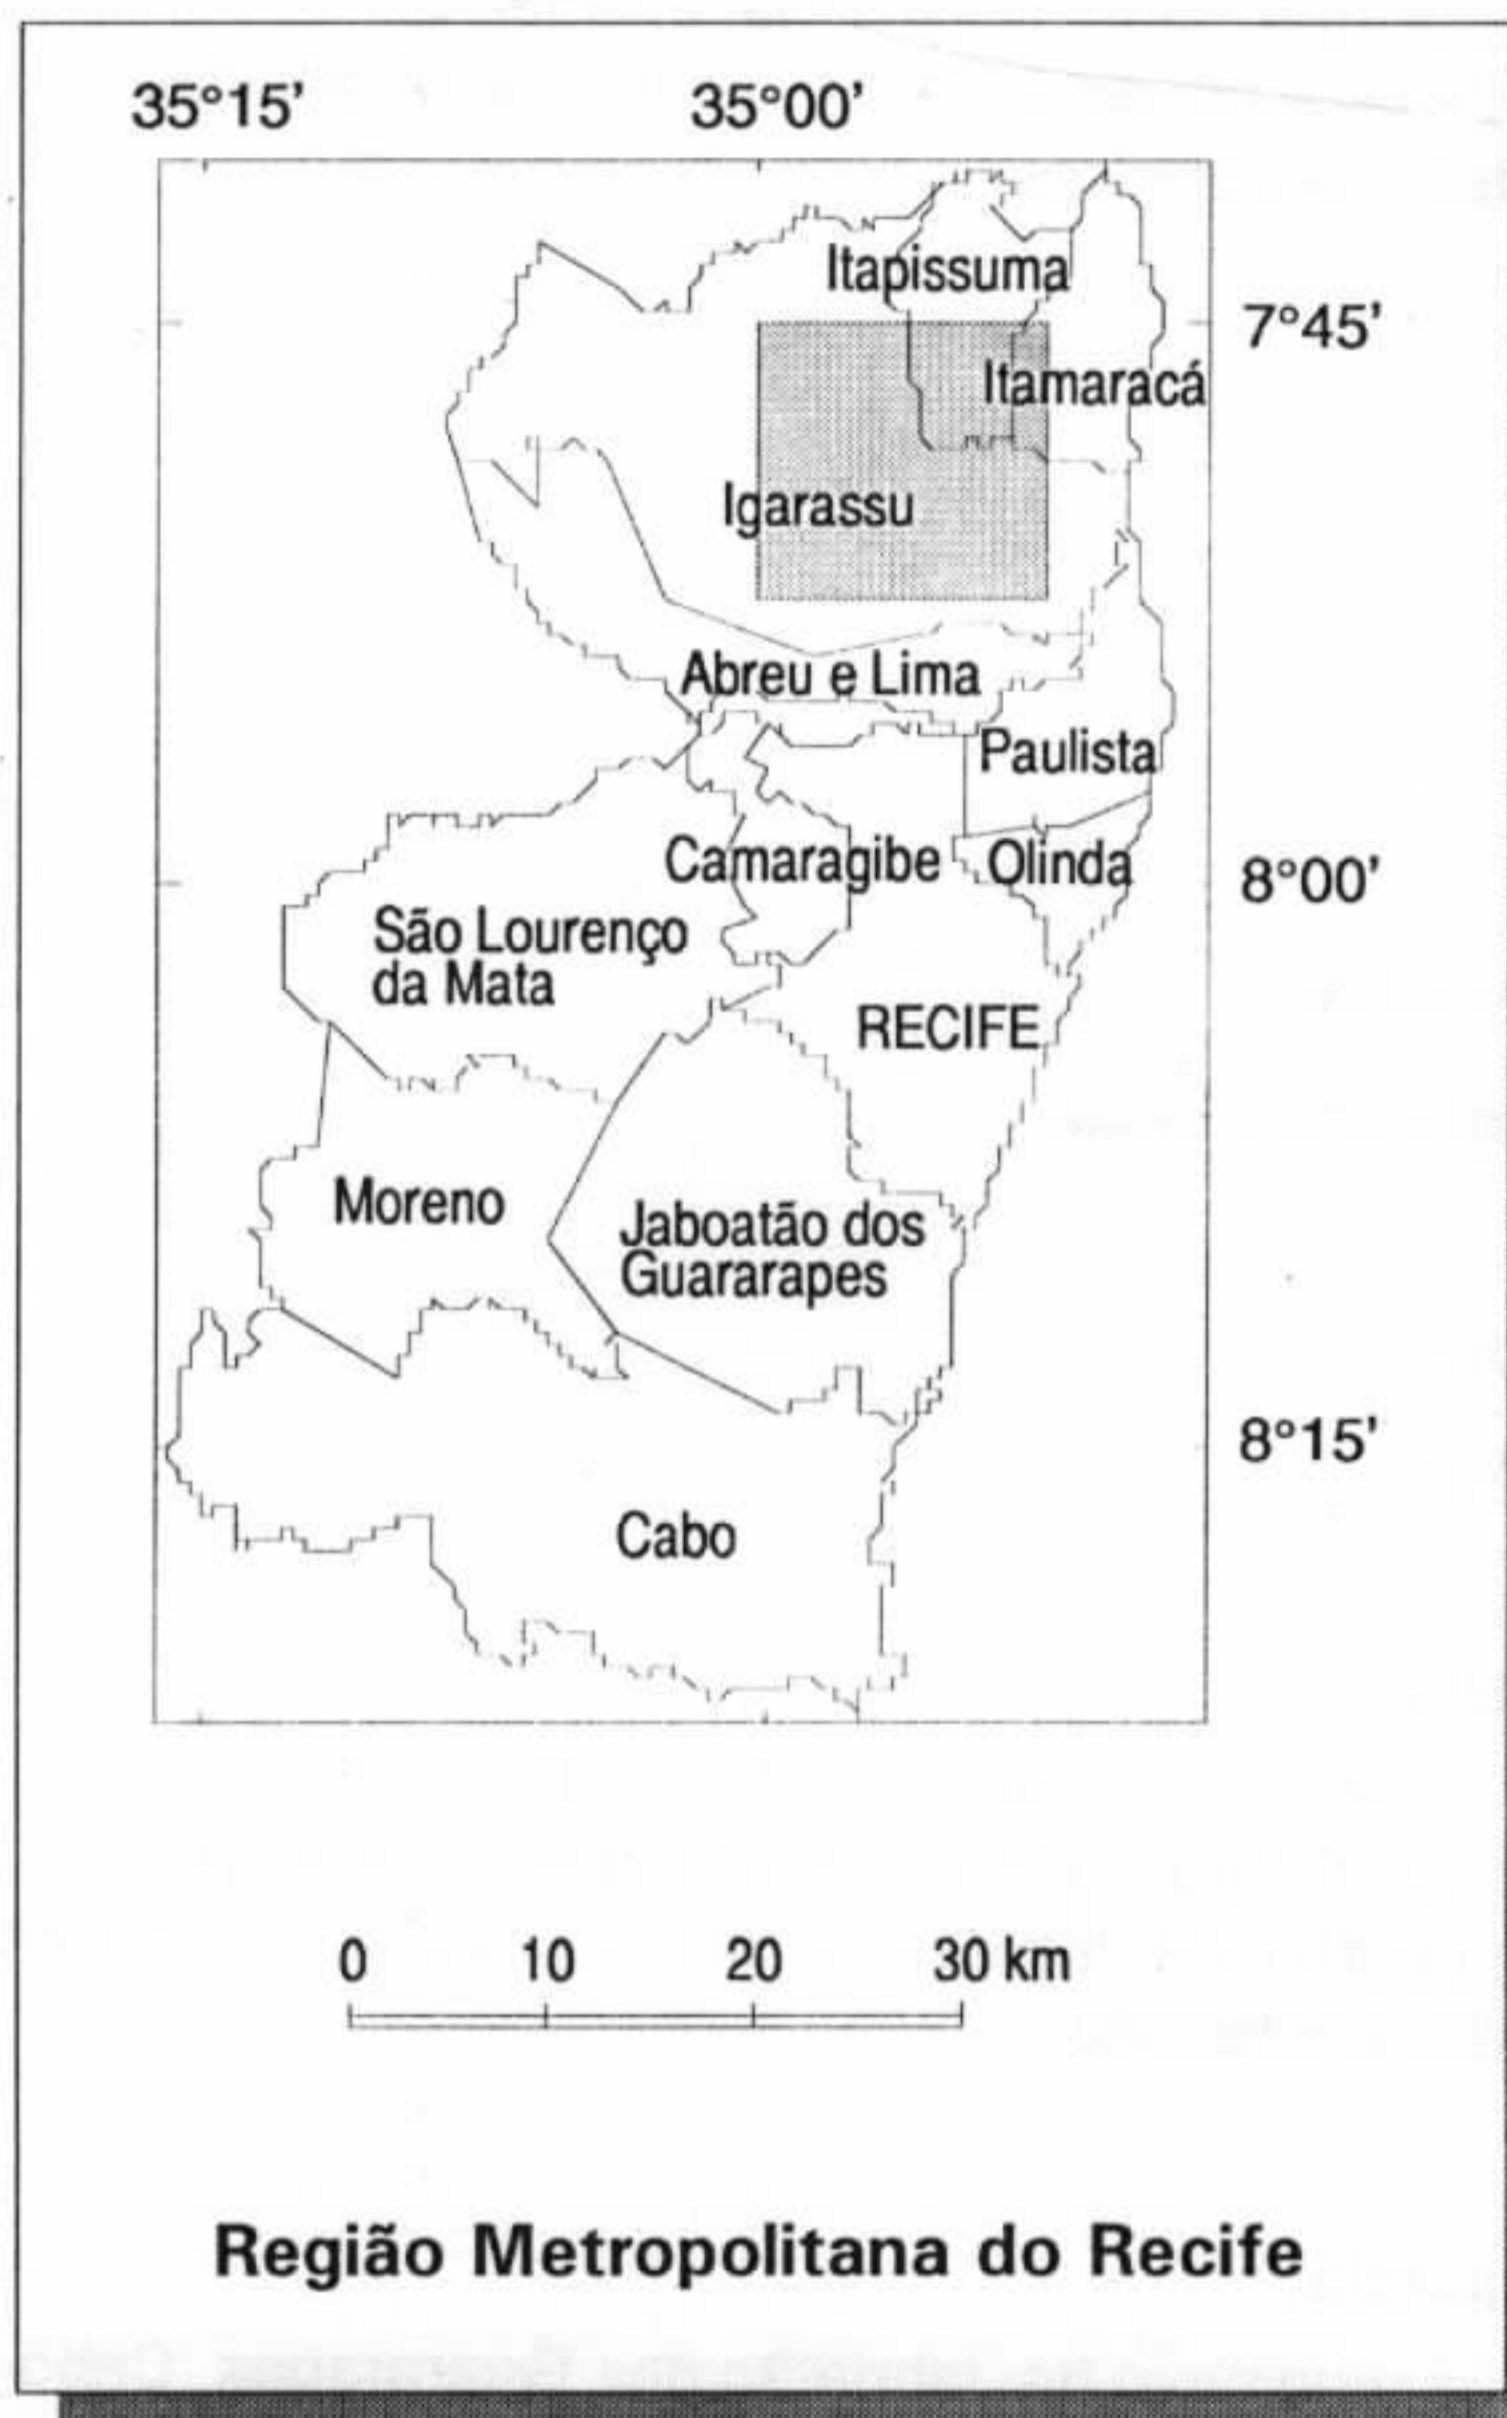 35°15' 35°00'
Itapissuma
7°45'
Itamaracá
Igarassu
Abreu e Lima
Paulista
Camaragibe
Olinda
8°00'
São Lourenço
da Mata
RECIFE
Moreno
Jaboatão dos
Guararapes
8°15'
Cabo
0 10 20 30 km
Região Metropolitana do Recife